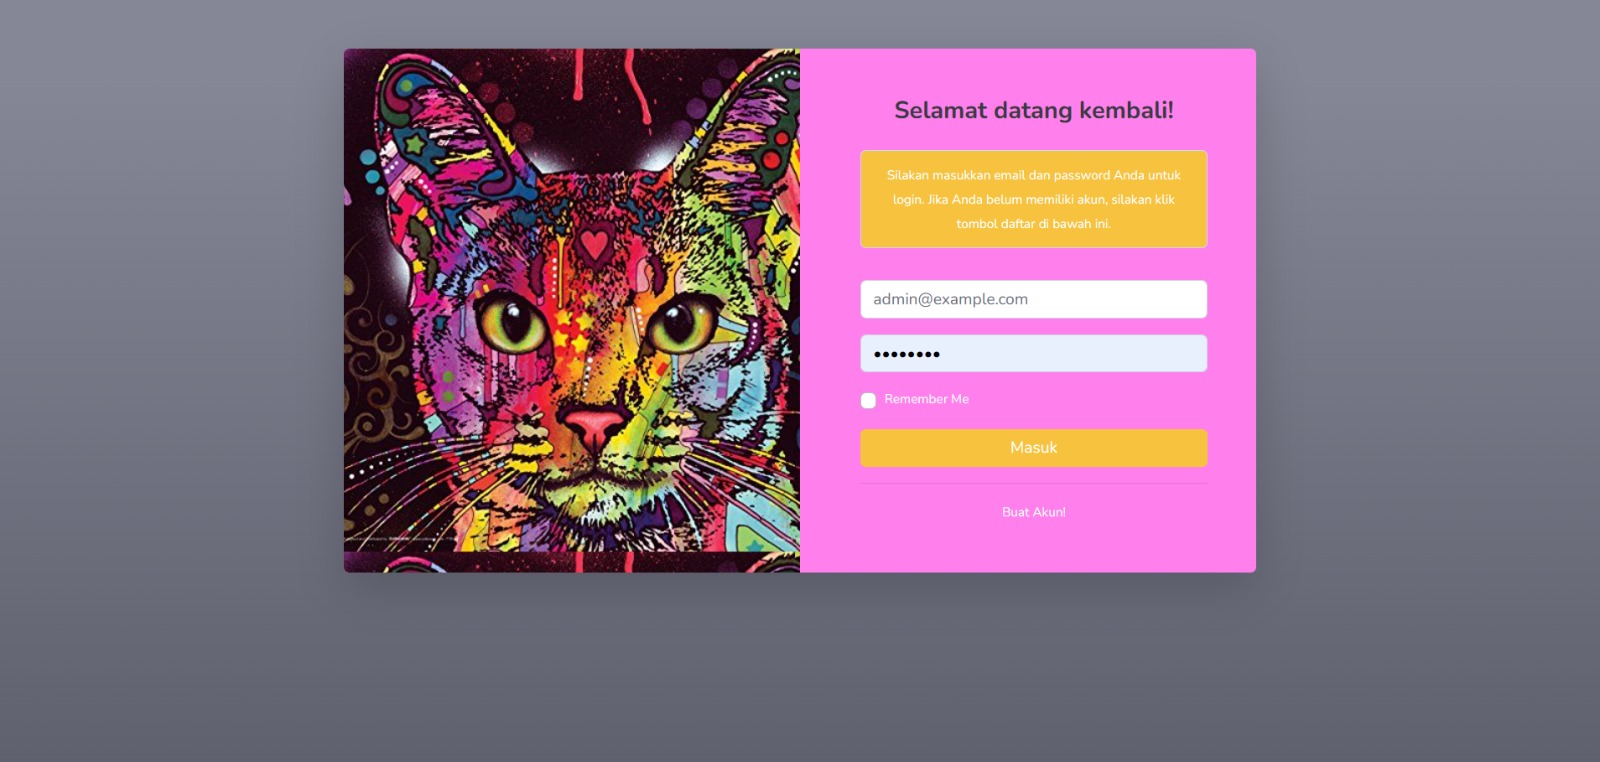 Selamat datang kembali!
Silakan masukkan email dan password Anda untuk
login. Jika Anda belum memiliki akun, silakan klik
tombol daftar di bawah ini.
admin@example.com
••••••••
Remember Me
Masuk
Buat Akun!